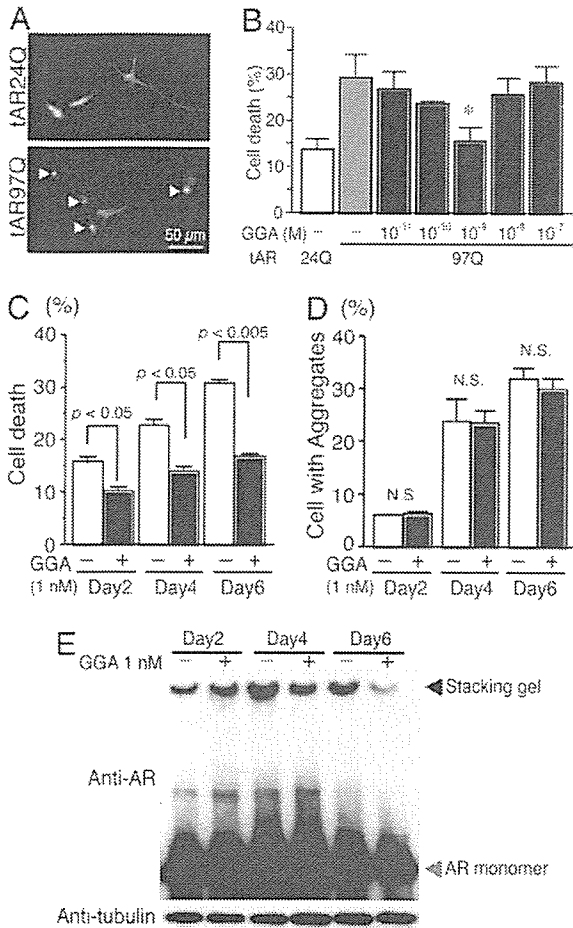 A
tAR24Q
tAR97Q
50 µm
B
Cell death (%)
40
30
20
10
0
*
GGA (M) – – 10⁻¹¹ 10⁻¹⁰ 10⁻⁹ 10⁻⁸ 10⁻⁷
tAR 24Q 97Q
C (%)
Cell death
40
30
20
10
0
p < 0.05
p < 0.05
p < 0.005
GGA – + – + – +
(1 nM) Day2 Day4 Day6
D (%)
Cell with Aggregates
40
30
20
10
0
N.S
N.S.
N.S.
GGA – + – + – +
(1 nM) Day2 Day4 Day6
E
Day2 Day4 Day6
GGA 1 nM – + – + – +
Stacking gel
Anti-AR
AR monomer
Anti-tubulin